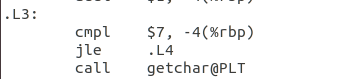 .L3:
cmpl $7, -4(%rbp)
jle .L4
call getchar@PLT